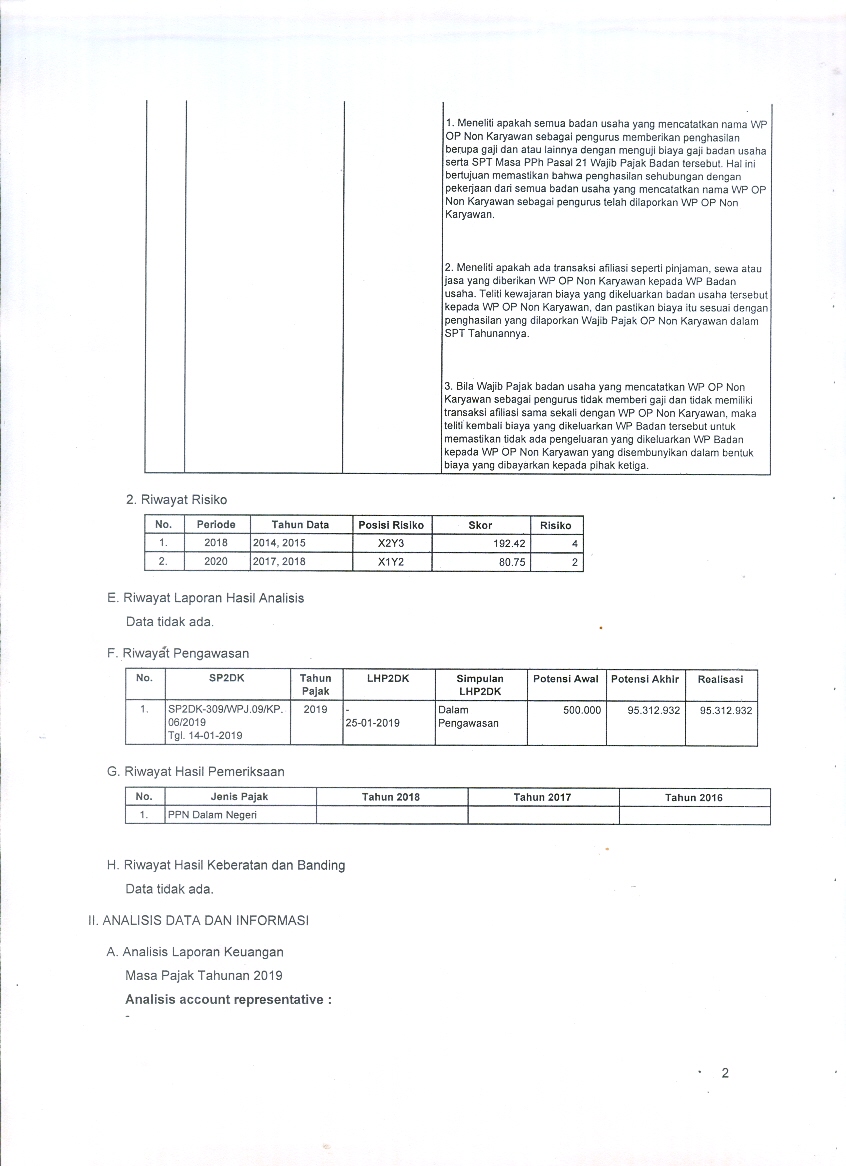 1. Meneliti apakah semua badan usaha yang mencatatkan nama WP
OP Non Karyawan sebagai pengurus memberikan penghasilan
berupa gaji dan atau lainnya dengan menguji biaya gaji badan usaha
serta SPT Masa PPh Pasal 21 Wajib Pajak Badan tersebut. Hal ini
bertujuan memastikan bahwa penghasilan sehubungan dengan
pekerjaan dari semua badan usaha yang mencatatkan nama WP OP
Non Karyawan sebagai pengurus telah dilaporkan WP OP Non
Karyawan.
2. Meneliti apakah ada transaksi afiliasi seperti pinjaman, sewa atau
jasa yang diberikan WP OP Non Karyawan kepada WP Badan
usaha. Teliti kewajaran biaya yang dikeluarkan badan usaha tersebut
kepada WP OP Non Karyawan, dan pastikan biaya itu sesuai dengan
penghasilan yang dilaporkan Wajib Pajak OP Non Karyawan dalam
SPT Tahunannya.
3. Bila Wajib Pajak badan usaha yang mencatatkan WP OP Non
Karyawan sebagai pengurus tidak memberi gaji dan tidak memiliki
transaksi afiliasi sama sekali dengan WP OP Non Karyawan, maka
teliti kembali biaya yang dikeluarkan WP Badan tersebut untuk
memastikan tidak ada pengeluaran yang dikeluarkan WP Badan
kepada WP OP Non Karyawan yang disembunyikan dalam bentuk
biaya yang dibayarkan kepada pihak ketiga.
2. Riwayat Risiko
No. Periode Tahun Data Posisi Risiko Skor Risiko
1. 2018 2014, 2015 X2Y3 192.42 4
2. 2020 2017, 2018 X1Y2 80.75 2
E. Riwayat Laporan Hasil Analisis
Data tidak ada.
F. Riwayat Pengawasan
No. SP2DK Tahun LHP2DK Simpulan Potensi Awal Potensi Akhir Realisasi
Pajak LHP2DK
1. SP2DK-309/WPJ.09/KP. 2019 - Dalam 500.000 95.312.932 95.312.932
06/2019 25-01-2019 Pengawasan
Tgl. 14-01-2019
G. Riwayat Hasil Pemeriksaan
No. Jenis Pajak Tahun 2018 Tahun 2017 Tahun 2016
1. PPN Dalam Negeri
H. Riwayat Hasil Keberatan dan Banding
Data tidak ada.
II. ANALISIS DATA DAN INFORMASI
A. Analisis Laporan Keuangan
Masa Pajak Tahunan 2019
Analisis account representative :
-
2